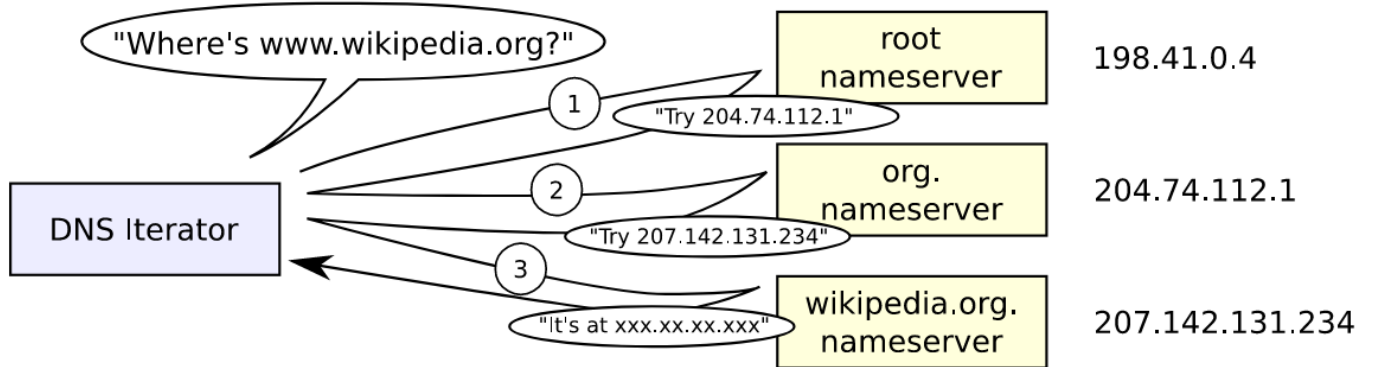 "Where's www.wikipedia.org?"
root
nameserver
198.41.0.4
1
"Try 204.74.112.1"
org.
nameserver
204.74.112.1
2
"Try 207.142.131.234"
DNS Iterator
3
wikipedia.org.
nameserver
207.142.131.234
"It's at xxx.xx.xx.xxx"